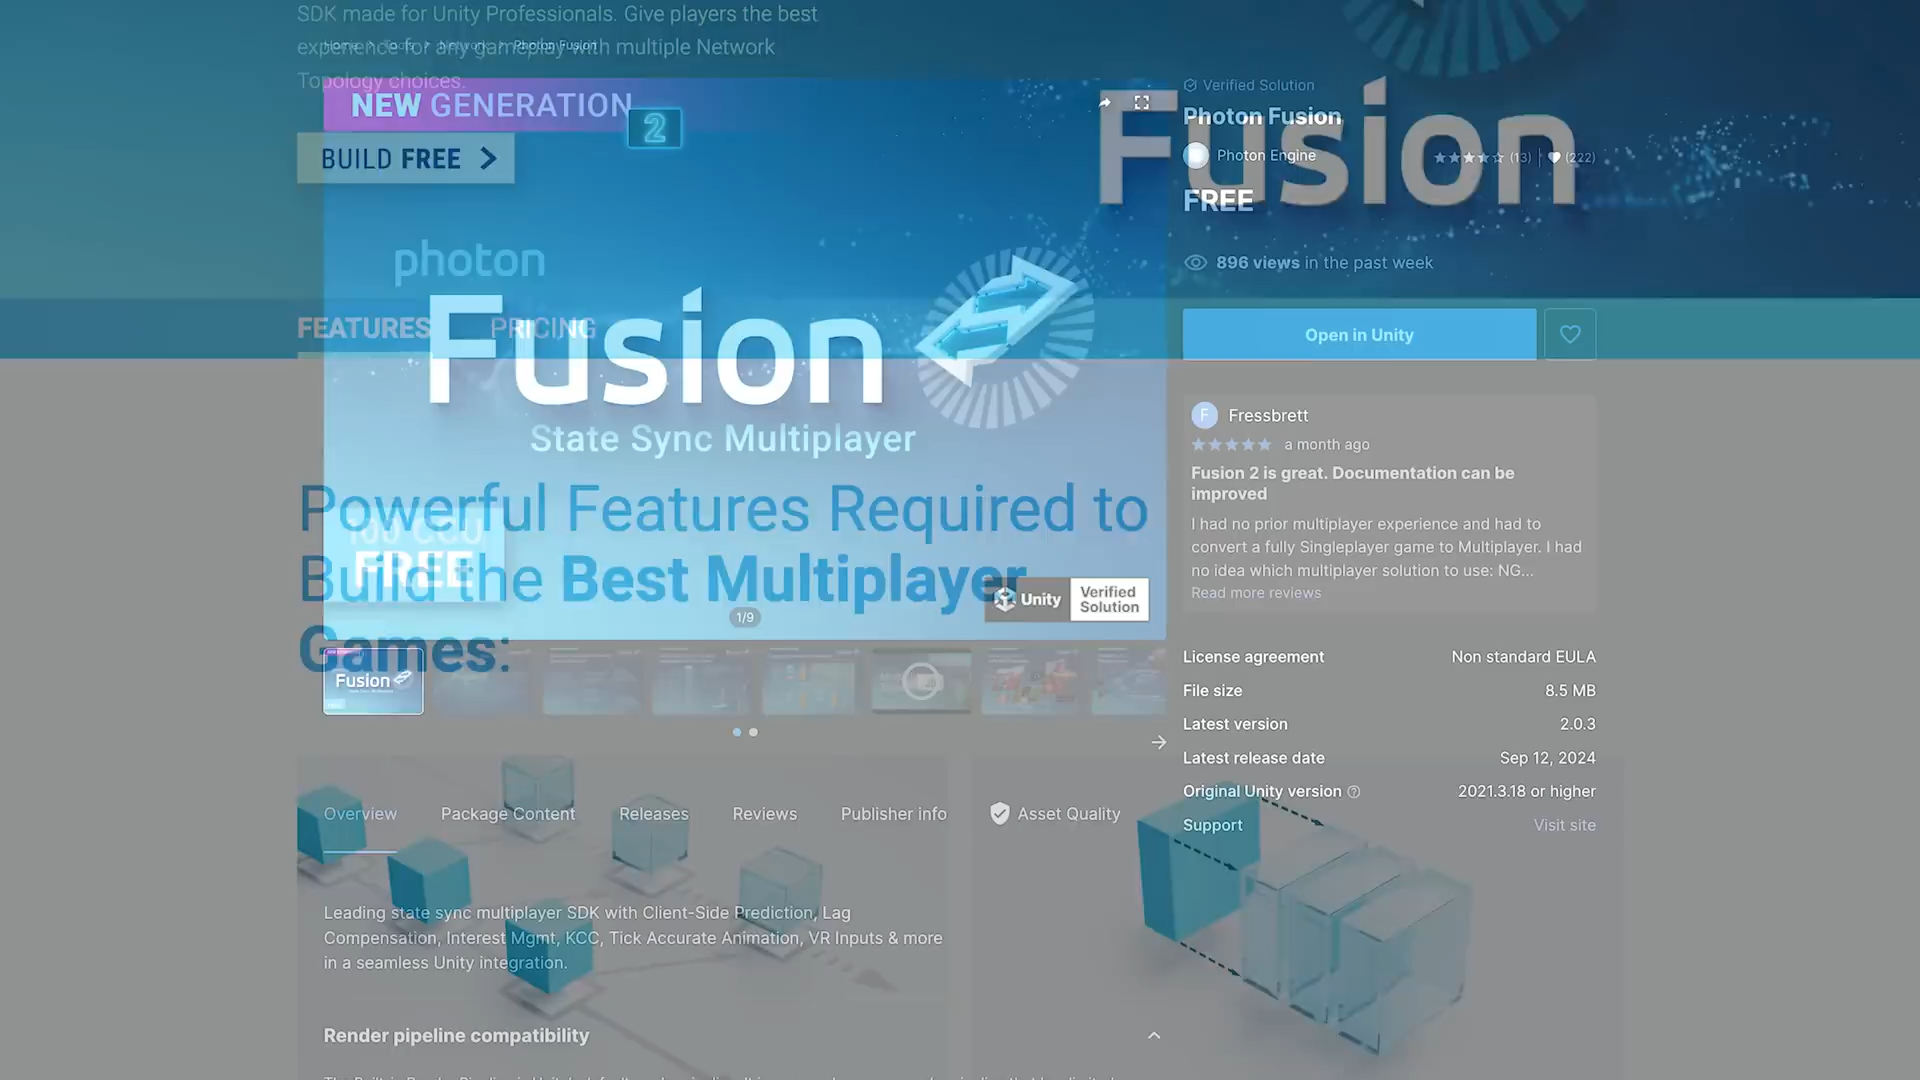 SDK made for Unity Professionals. Give players the best
experience for any gameplay with multiple Network
Topology choices.
Home > Tools > Network > Photon Fusion
NEW GENERATION
2
BUILD FREE
photon
Fusion
State Sync Multiplayer
100 CCU
FREE
Unity
Verified
Solution
1/9
Fusion
Fusion
Verified Solution
Photon Fusion
Photon Engine
(13)
(222)
FREE
896 views in the past week
Open in Unity
FEATURES
PRICING
Powerful Features Required to
Build the Best Multiplayer
Games:
F
Fressbrett
a month ago
Fusion 2 is great. Documentation can be
improved
I had no prior multiplayer experience and had to
convert a fully Singleplayer game to Multiplayer. I had
no idea which multiplayer solution to use: NG...
Read more reviews
License agreement
Non standard EULA
File size
8.5 MB
Latest version
2.0.3
Latest release date
Sep 12, 2024
Original Unity version
2021.3.18 or higher
Support
Visit site
Overview
Package Content
Releases
Reviews
Publisher info
Asset Quality
Leading state sync multiplayer SDK with Client-Side Prediction, Lag
Compensation, Interest Mgmt, KCC, Tick Accurate Animation, VR Inputs & more
in a seamless Unity integration.
Render pipeline compatibility